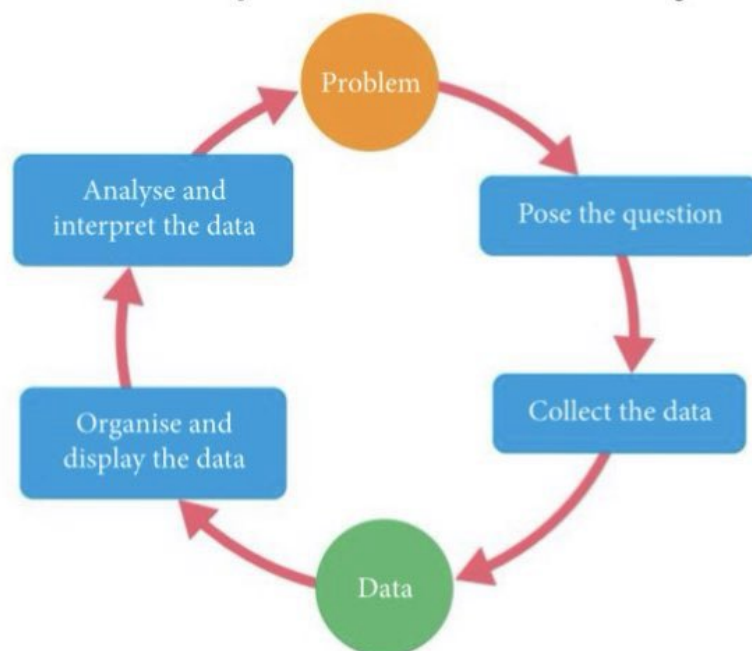 Problem
Pose the question
Collect the data
Data
Organise and
display the data
Analyse and
interpret the data